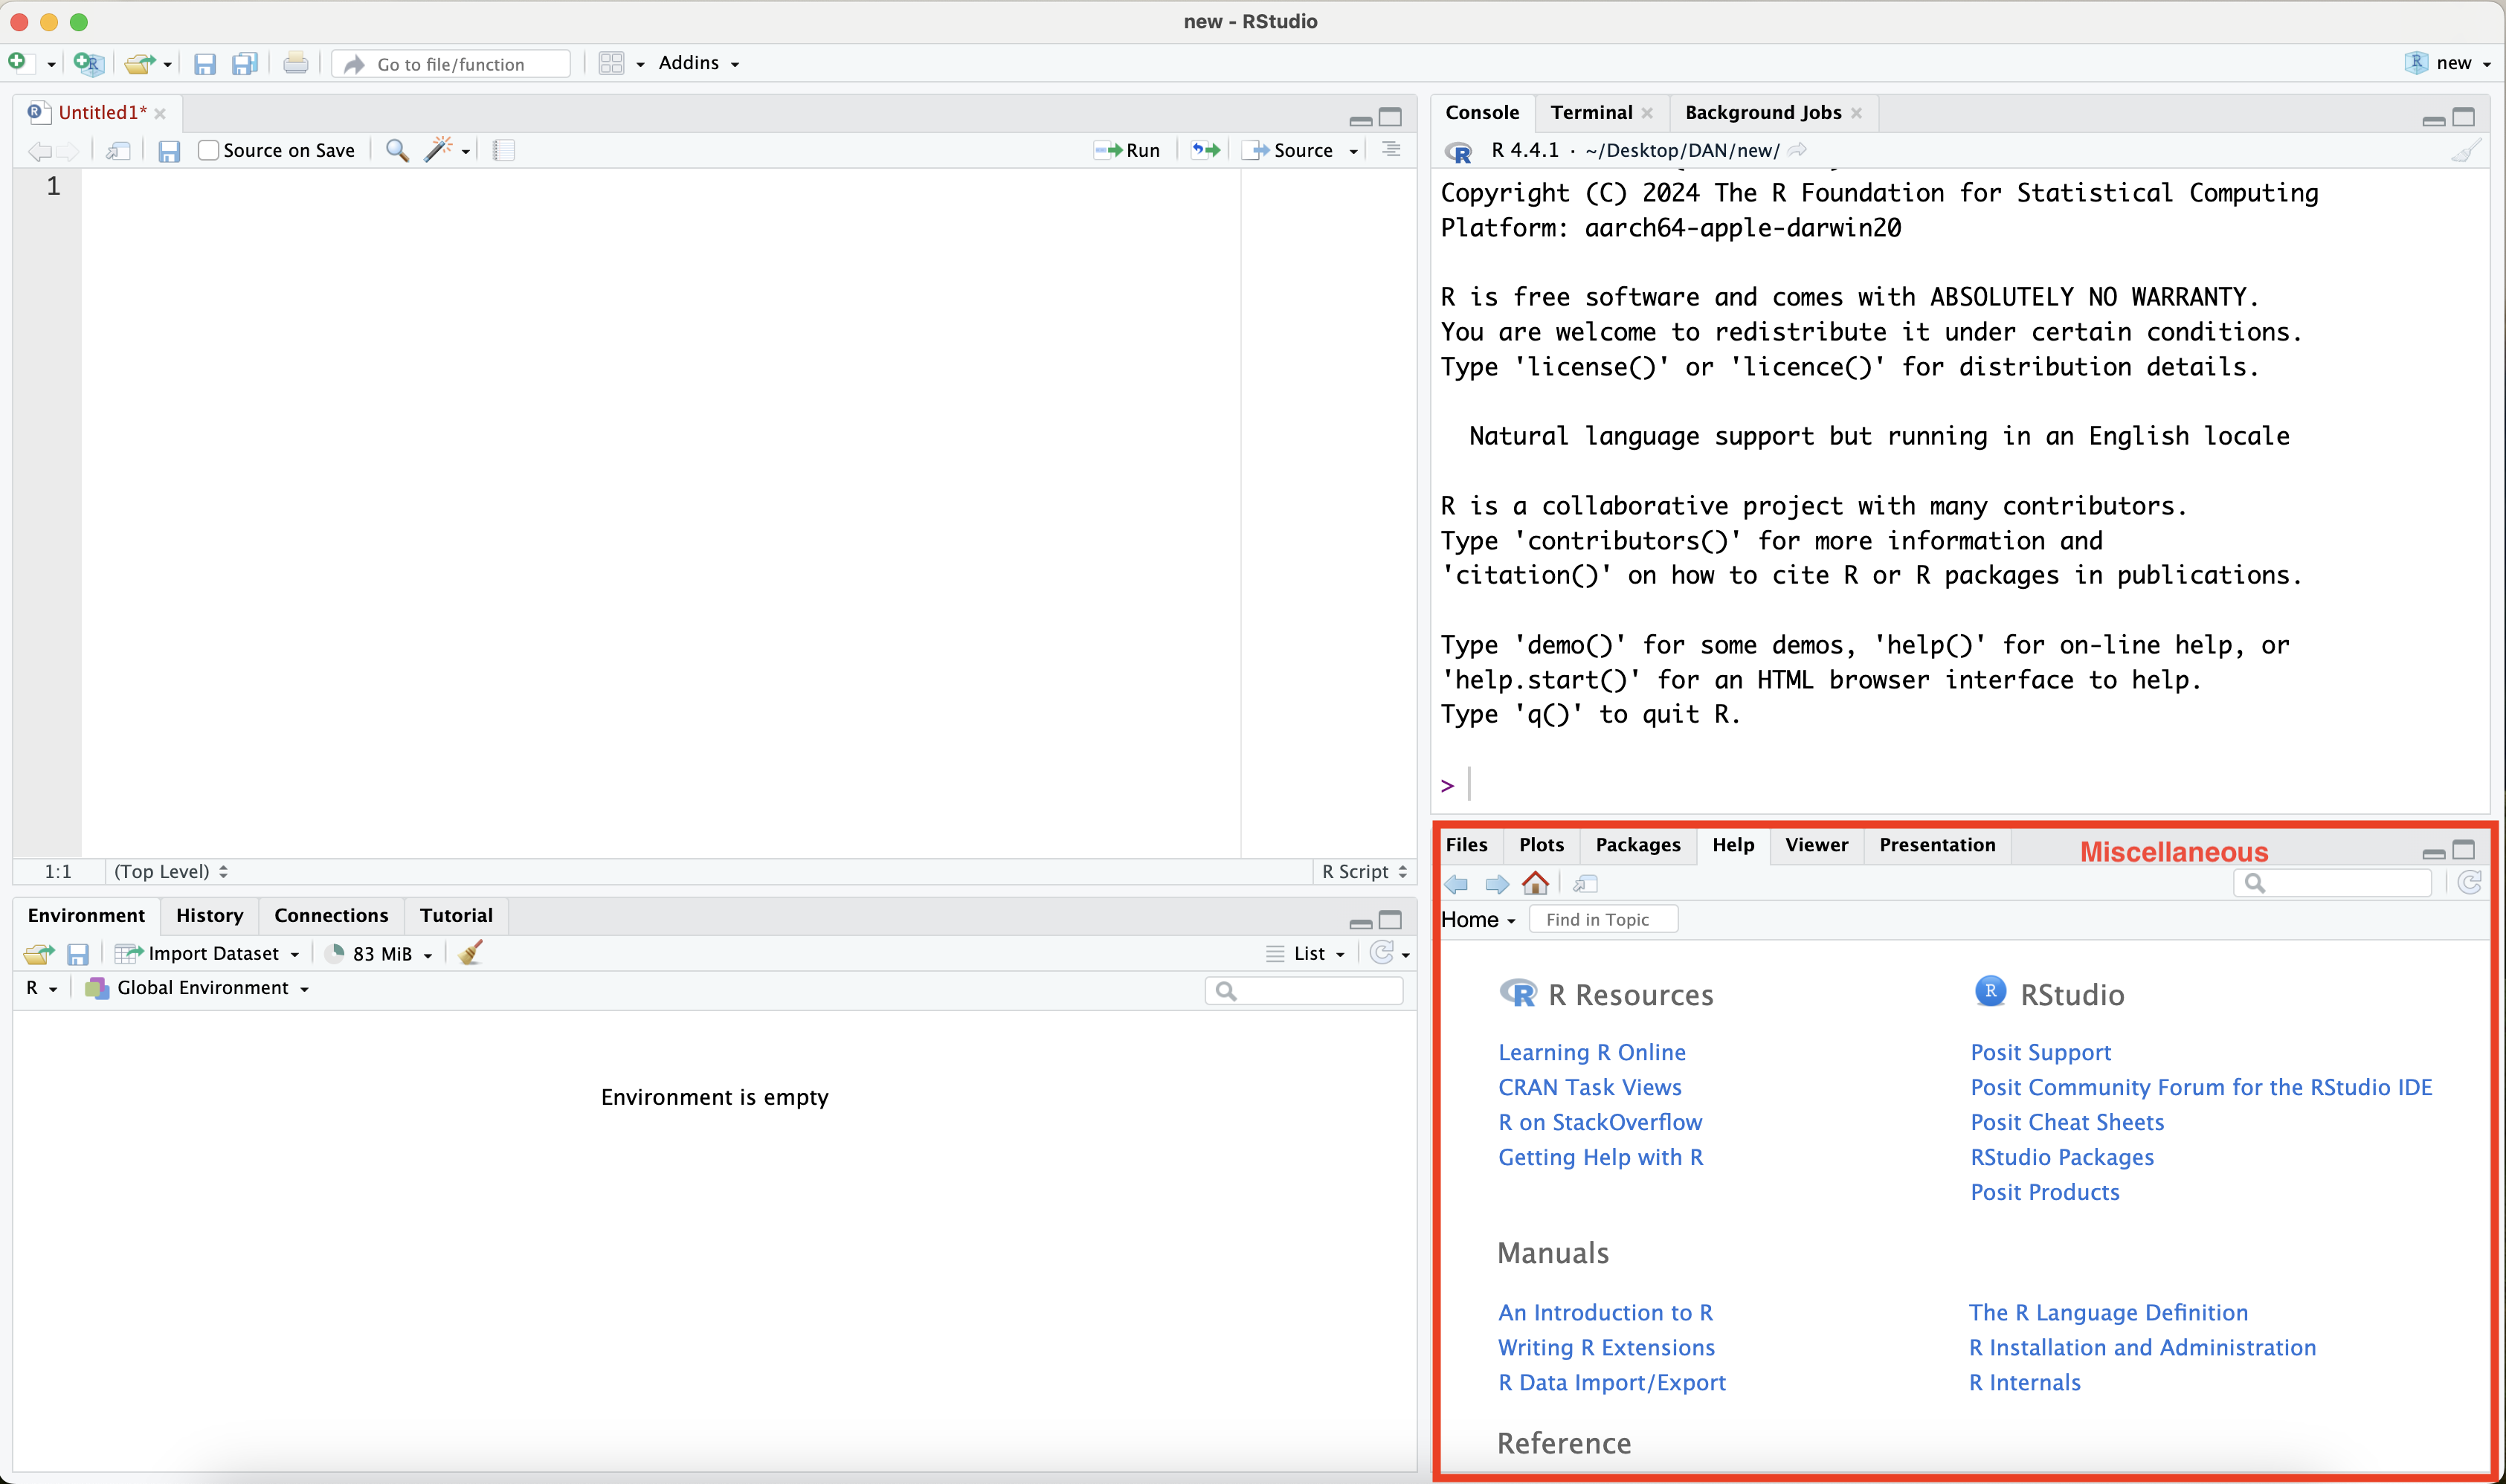 new - RStudio
Go to file/function
Addins
new
Untitled1*
Source on Save
Run
Source
1
1:1
(Top Level)
R Script
Environment
History
Connections
Tutorial
Import Dataset
83 MiB
List
R
Global Environment
Environment is empty
Console
Terminal
Background Jobs
R 4.4.1 · ~/Desktop/DAN/new/
Copyright (C) 2024 The R Foundation for Statistical Computing
Platform: aarch64-apple-darwin20
R is free software and comes with ABSOLUTELY NO WARRANTY.
You are welcome to redistribute it under certain conditions.
Type 'license()' or 'licence()' for distribution details.
Natural language support but running in an English locale
R is a collaborative project with many contributors.
Type 'contributors()' for more information and
'citation()' on how to cite R or R packages in publications.
Type 'demo()' for some demos, 'help()' for on-line help, or
'help.start()' for an HTML browser interface to help.
Type 'q()' to quit R.
>
Files
Plots
Packages
Help
Viewer
Presentation
Miscellaneous
Home
Find in Topic
R Resources
Learning R Online
CRAN Task Views
R on StackOverflow
Getting Help with R
RStudio
Posit Support
Posit Community Forum for the RStudio IDE
Posit Cheat Sheets
RStudio Packages
Posit Products
Manuals
An Introduction to R
Writing R Extensions
R Data Import/Export
The R Language Definition
R Installation and Administration
R Internals
Reference